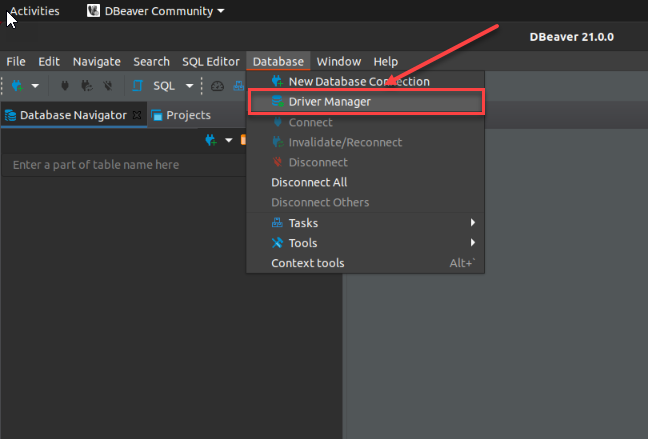 Activities DBeaver Community
DBeaver 21.0.0
File Edit Navigate Search SQL Editor Database Window Help
SQL
Database Navigator Projects
Enter a part of table name here
New Database Connection
Driver Manager
Connect
Invalidate/Reconnect
Disconnect
Disconnect All
Disconnect Others
Tasks
Tools
Context tools Alt+`